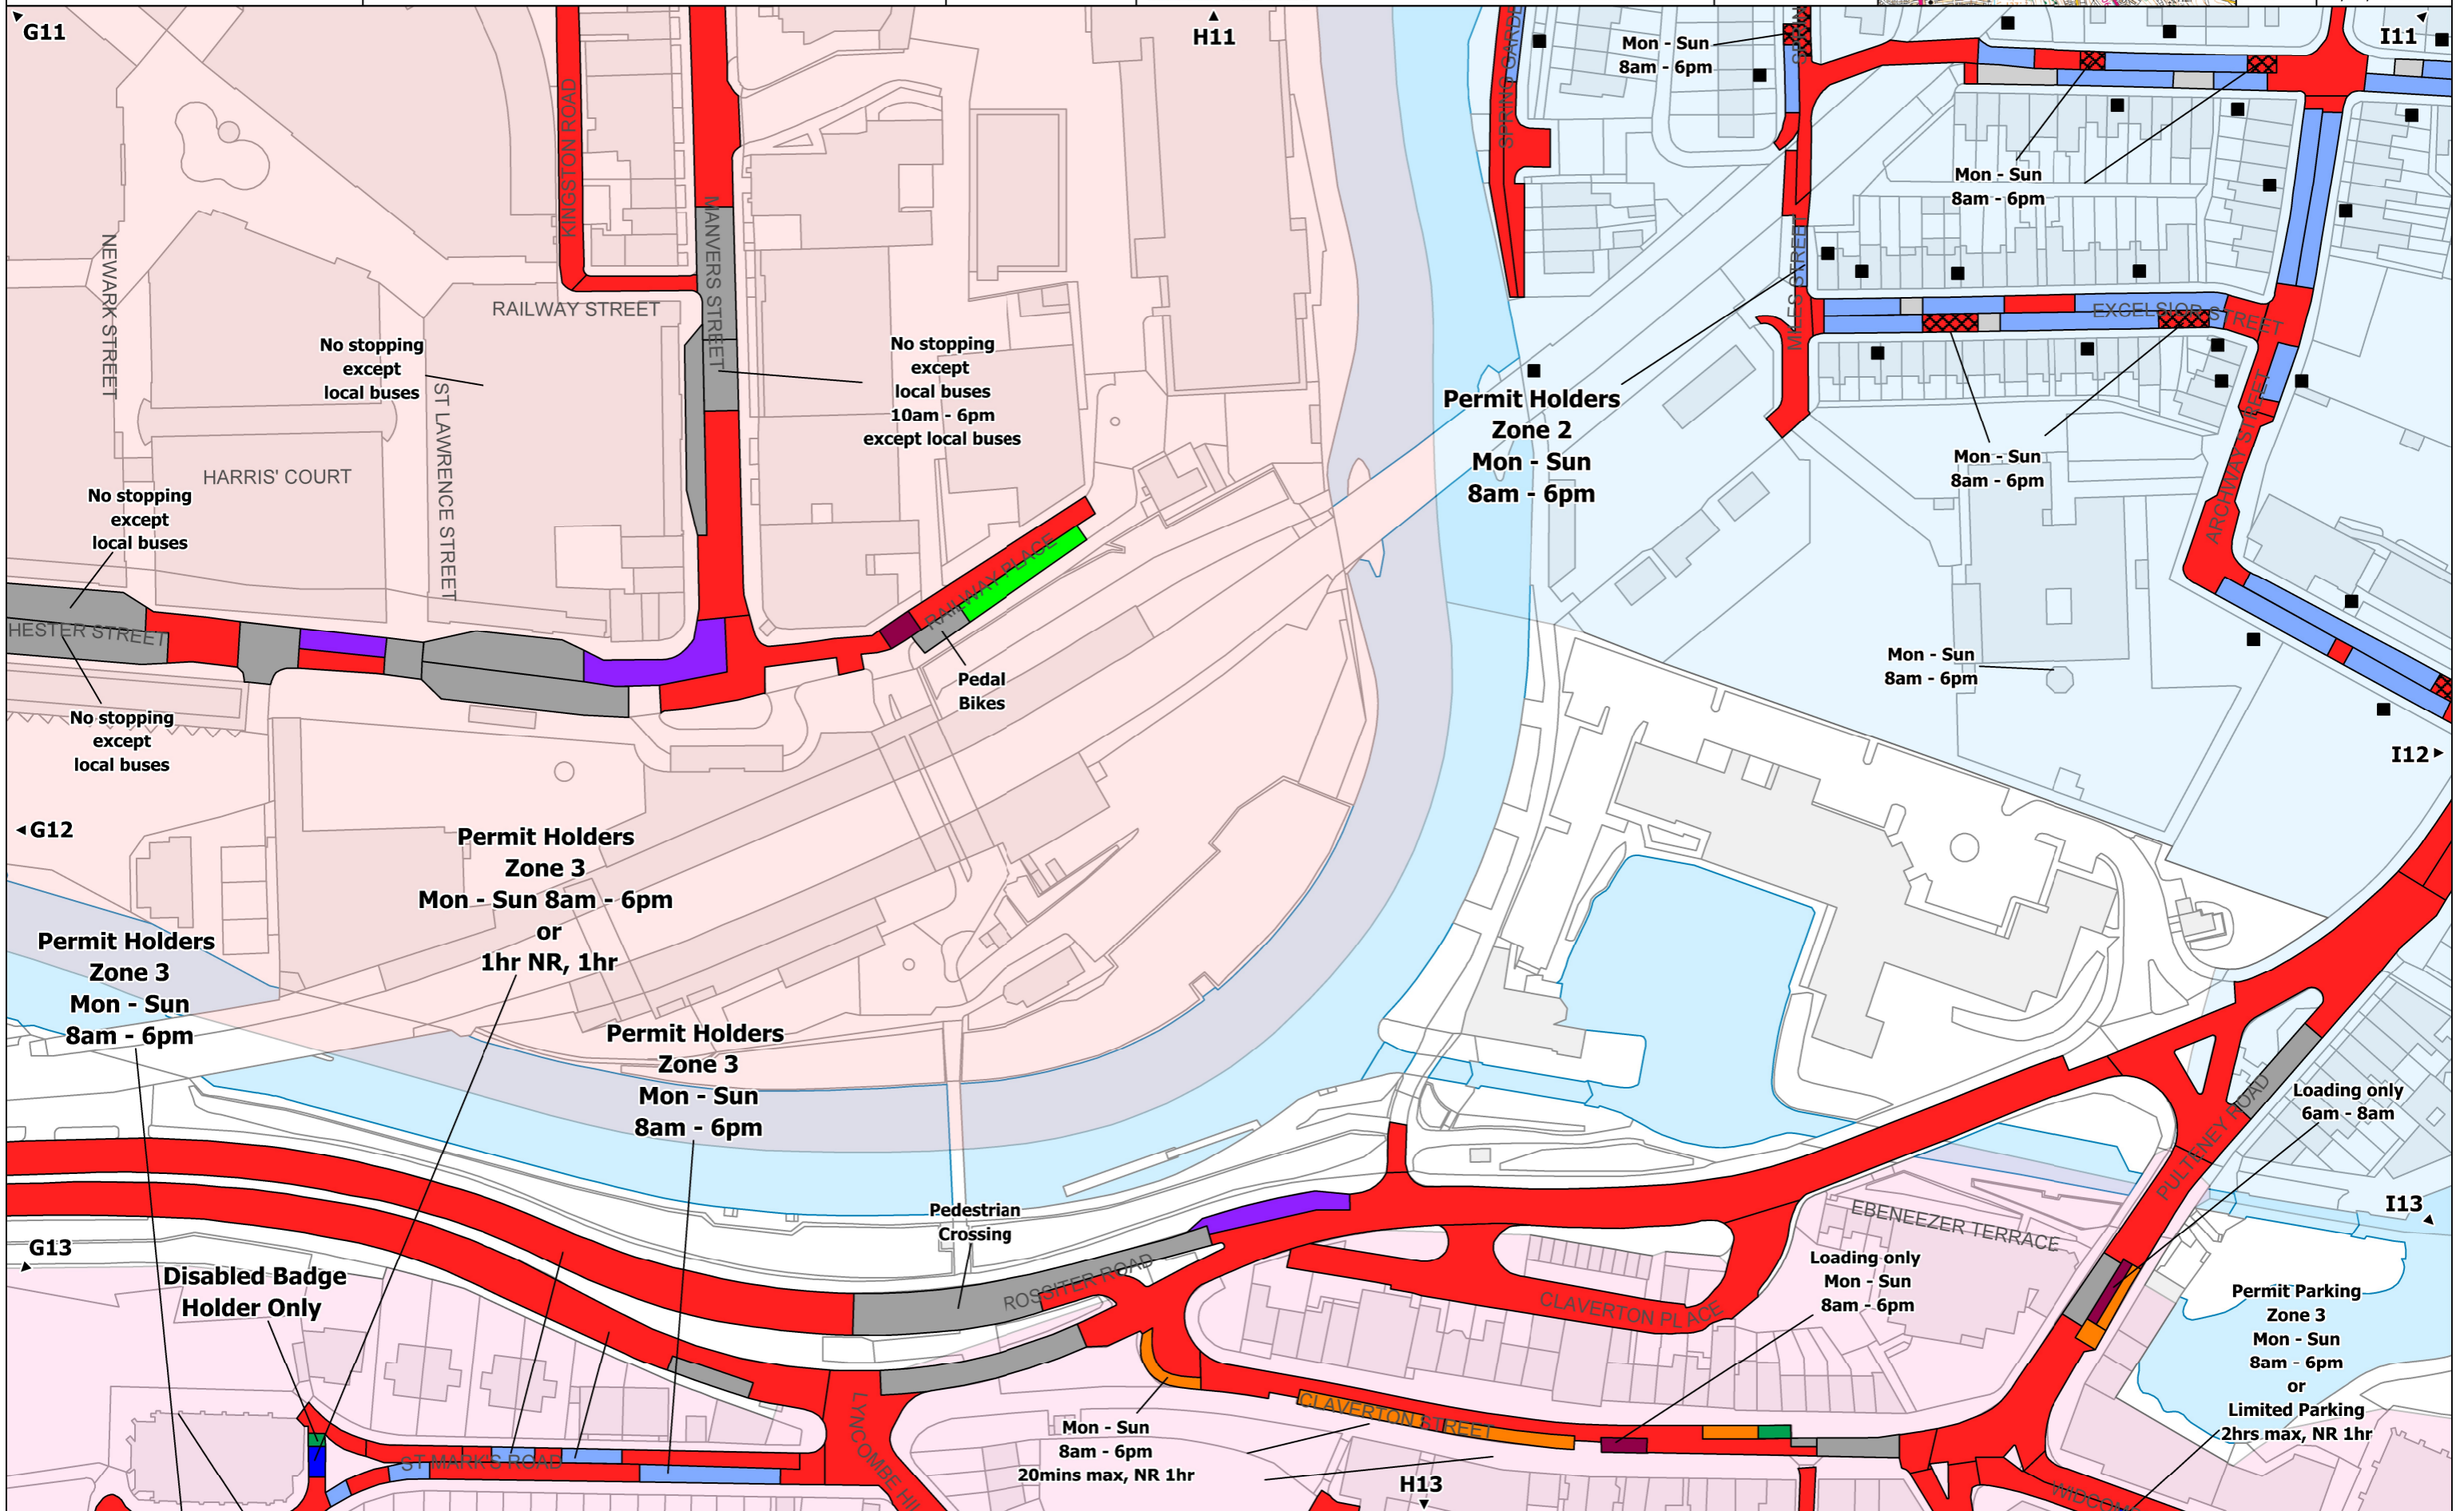 G11
H11
I11
KINGSTON ROAD
MANVERS STREET
NEWARK STREET
RAILWAY STREET
ST LAWRENCE STREET
HARRIS' COURT
No stopping
except
local buses
No stopping
except
local buses
10am - 6pm
except local buses
No stopping
except
local buses
HESTER STREET
No stopping
except
local buses
RAILWAY PLACE
Pedal
Bikes
Mon - Sun
8am - 6pm
Mon - Sun
8am - 6pm
MILES STREET
EXCELSIOR STREET
Permit Holders
Zone 2
Mon - Sun
8am - 6pm
Mon - Sun
8am - 6pm
ARCHWAY STREET
Mon - Sun
8am - 6pm
I12
G12
Permit Holders
Zone 3
Mon - Sun 8am - 6pm
or
1hr NR, 1hr
Permit Holders
Zone 3
Mon - Sun
8am - 6pm
Permit Holders
Zone 3
Mon - Sun
8am - 6pm
Loading only
6am - 8am
PULTENEY ROAD
Pedestrian
Crossing
ROSSITER ROAD
EBENEEZER TERRACE
I13
G13
Disabled Badge
Holder Only
Loading only
Mon - Sun
8am - 6pm
CLAVERTON PLACE
Permit Parking
Zone 3
Mon - Sun
8am - 6pm
or
Limited Parking
2hrs max, NR 1hr
CLAVERTON STREET
Mon - Sun
8am - 6pm
20mins max, NR 1hr
ST MARK'S ROAD
LYNCOMBE HIL
H13
WIDCOM
SPRING GARDE